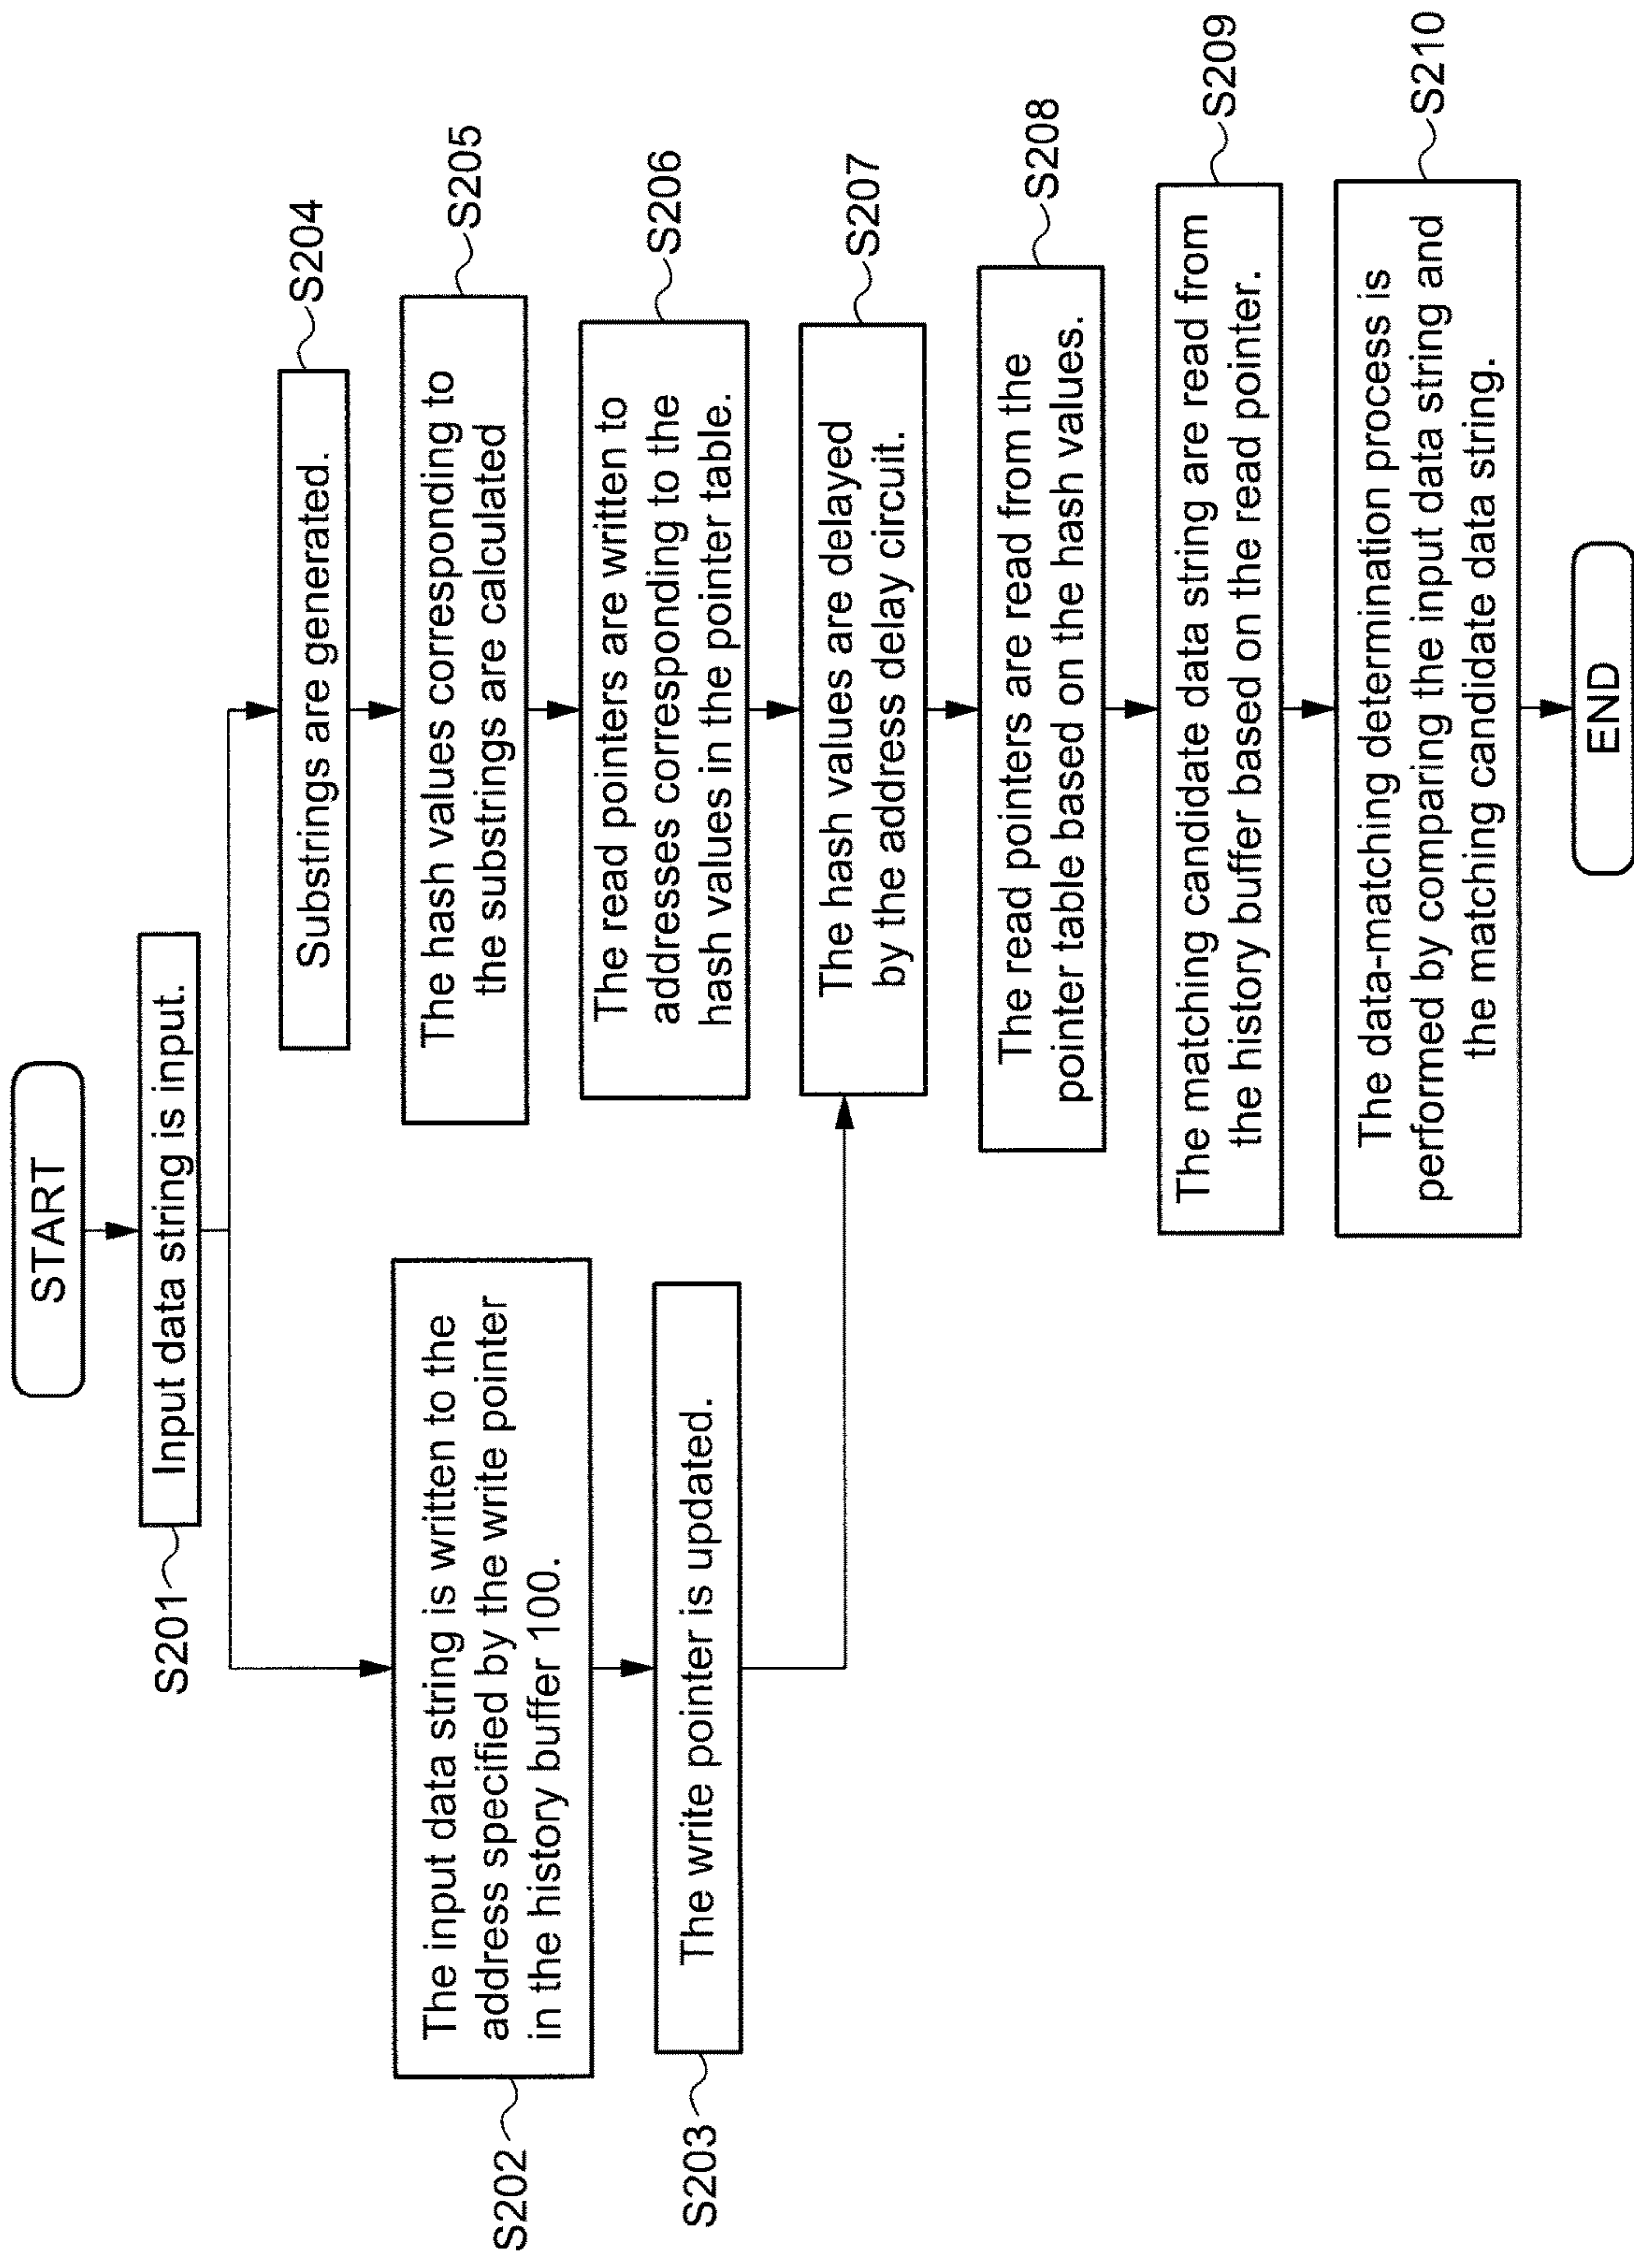 START
S201
Input data string is input.
S202
The input data string is written to the
address specified by the write pointer
in the history buffer 100.
S203
The write pointer is updated.
S204
Substrings are generated.
S205
The hash values corresponding to
the substrings are calculated
S206
The read pointers are written to
addresses corresponding to the
hash values in the pointer table.
S207
The hash values are delayed
by the address delay circuit.
S208
The read pointers are read from the
pointer table based on the hash values.
S209
The matching candidate data string are read from
the history buffer based on the read pointer.
S210
The data-matching determination process is
performed by comparing the input data string and
the matching candidate data string.
END